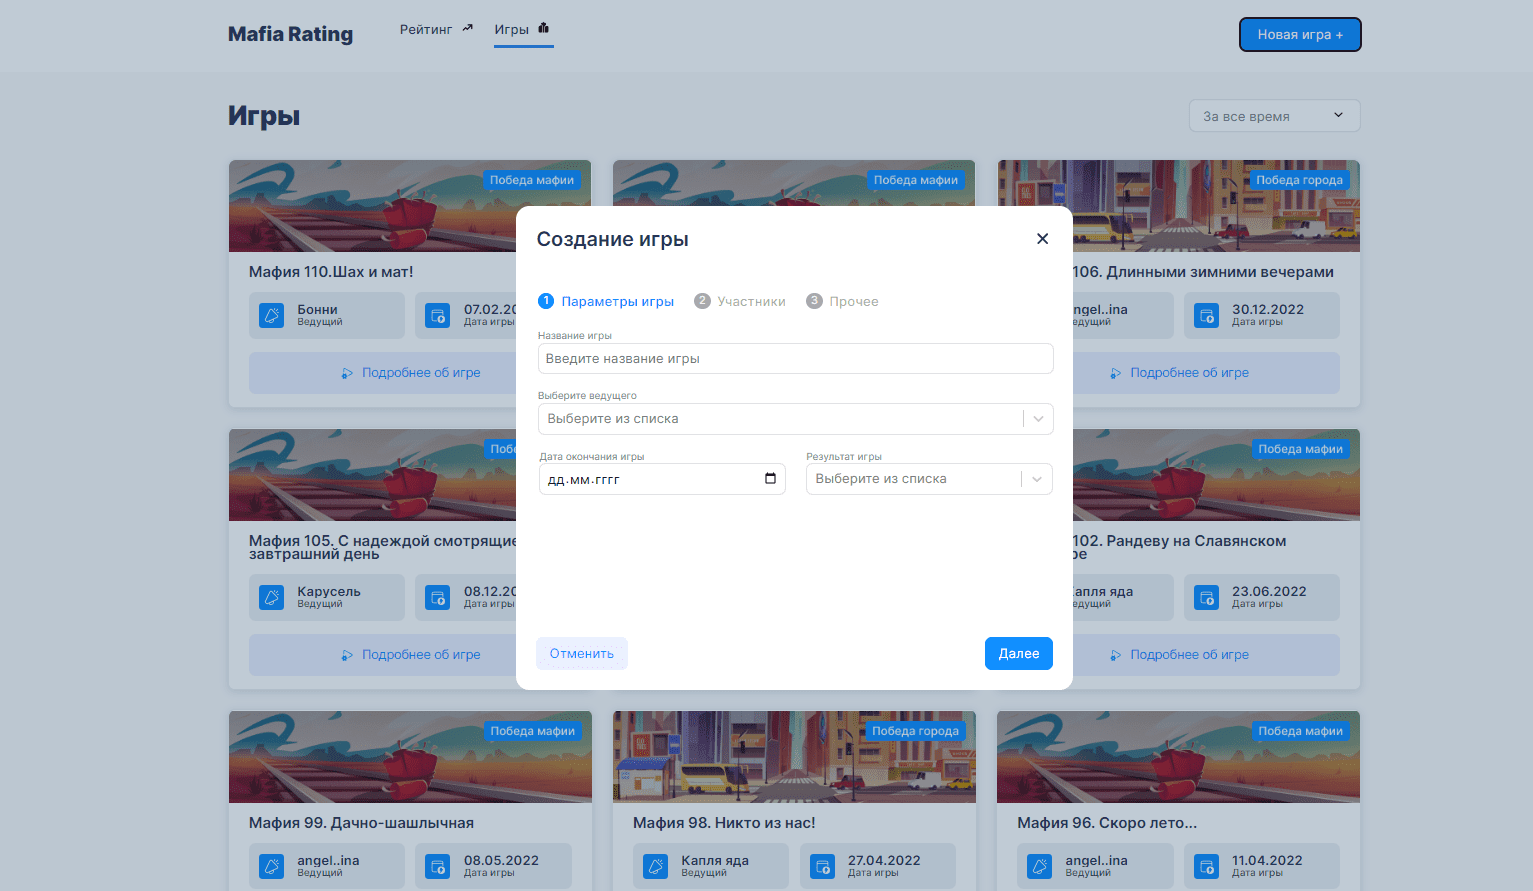 Mafia Rating
Рейтинг
Игры
Новая игра +
Игры
За все время
Победа мафии
Победа мафии
Победа города
Мафия 110.Шах и мат!
106. Длинными зимними вечерами
Бонни
Ведущий
07.02.20
Дата игры
ngel..ina
едущий
30.12.2022
Дата игры
Подробнее об игре
Подробнее об игре
Создание игры
1 Параметры игры
2 Участники
3 Прочее
Название игры
Введите название игры
Выберите ведущего
Выберите из списка
Дата окончания игры
дд.мм.гггг
Результат игры
Выберите из списка
Отменить
Далее
Побе
Победа мафии
Мафия 105. С надеждой смотрящие
завтрашний день
102. Рандеву на Славянском
ре
Карусель
Ведущий
08.12.20
Дата игры
Капля яда
едущий
23.06.2022
Дата игры
Подробнее об игре
Подробнее об игре
Победа мафии
Победа города
Победа мафии
Мафия 99. Дачно-шашлычная
Мафия 98. Никто из нас!
Мафия 96. Скоро лето...
angel..ina
Ведущий
08.05.2022
Дата игры
Капля яда
Ведущий
27.04.2022
Дата игры
angel..ina
Ведущий
11.04.2022
Дата игры